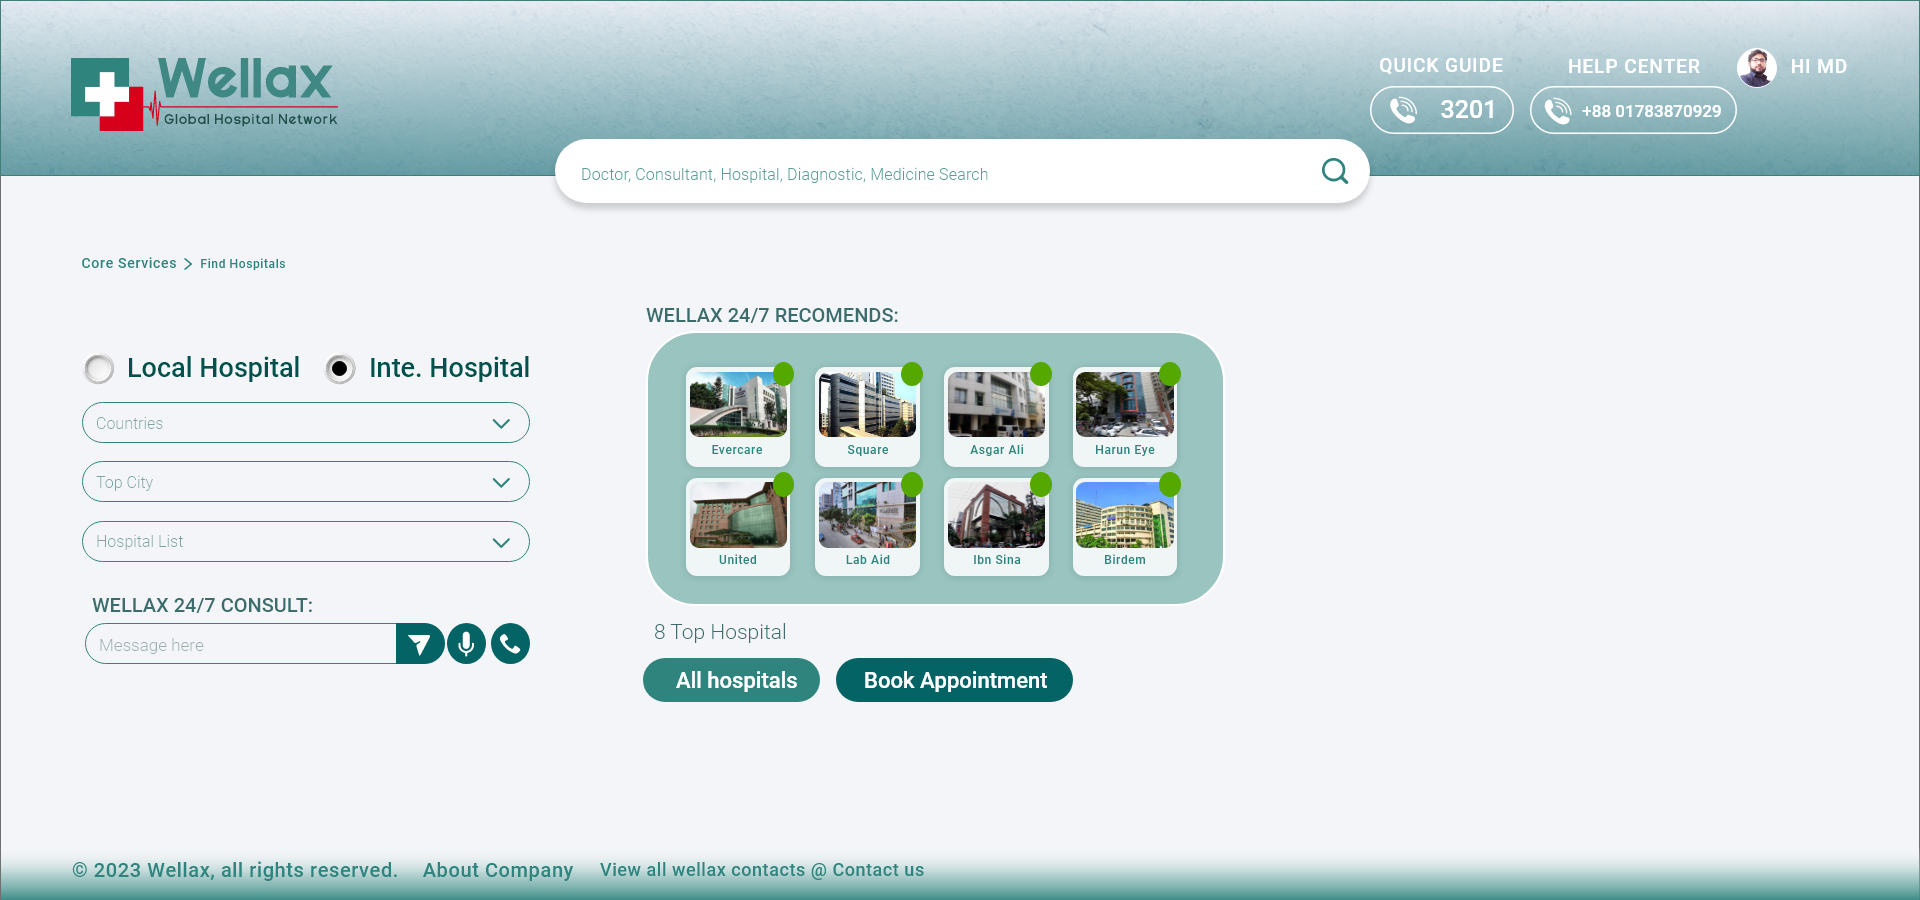 Wellax
Global Hospital Network
QUICK GUIDE
HELP CENTER
HI MD
3201
+88 01783870929
Doctor, Consultant, Hospital, Diagnostic, Medicine Search
Core Services
Find Hospitals
WELLAX 24/7 RECOMENDS:
Local Hospital
Inte. Hospital
Countries
Top City
Hospital List
WELLAX 24/7 CONSULT:
Message here
Evercare
Square
Asgar Ali
Harun Eye
United
Lab Aid
Ibn Sina
Birdem
8 Top Hospital
All hospitals
Book Appointment
© 2023 Wellax, all rights reserved.
About Company
View all wellax contacts @ Contact us